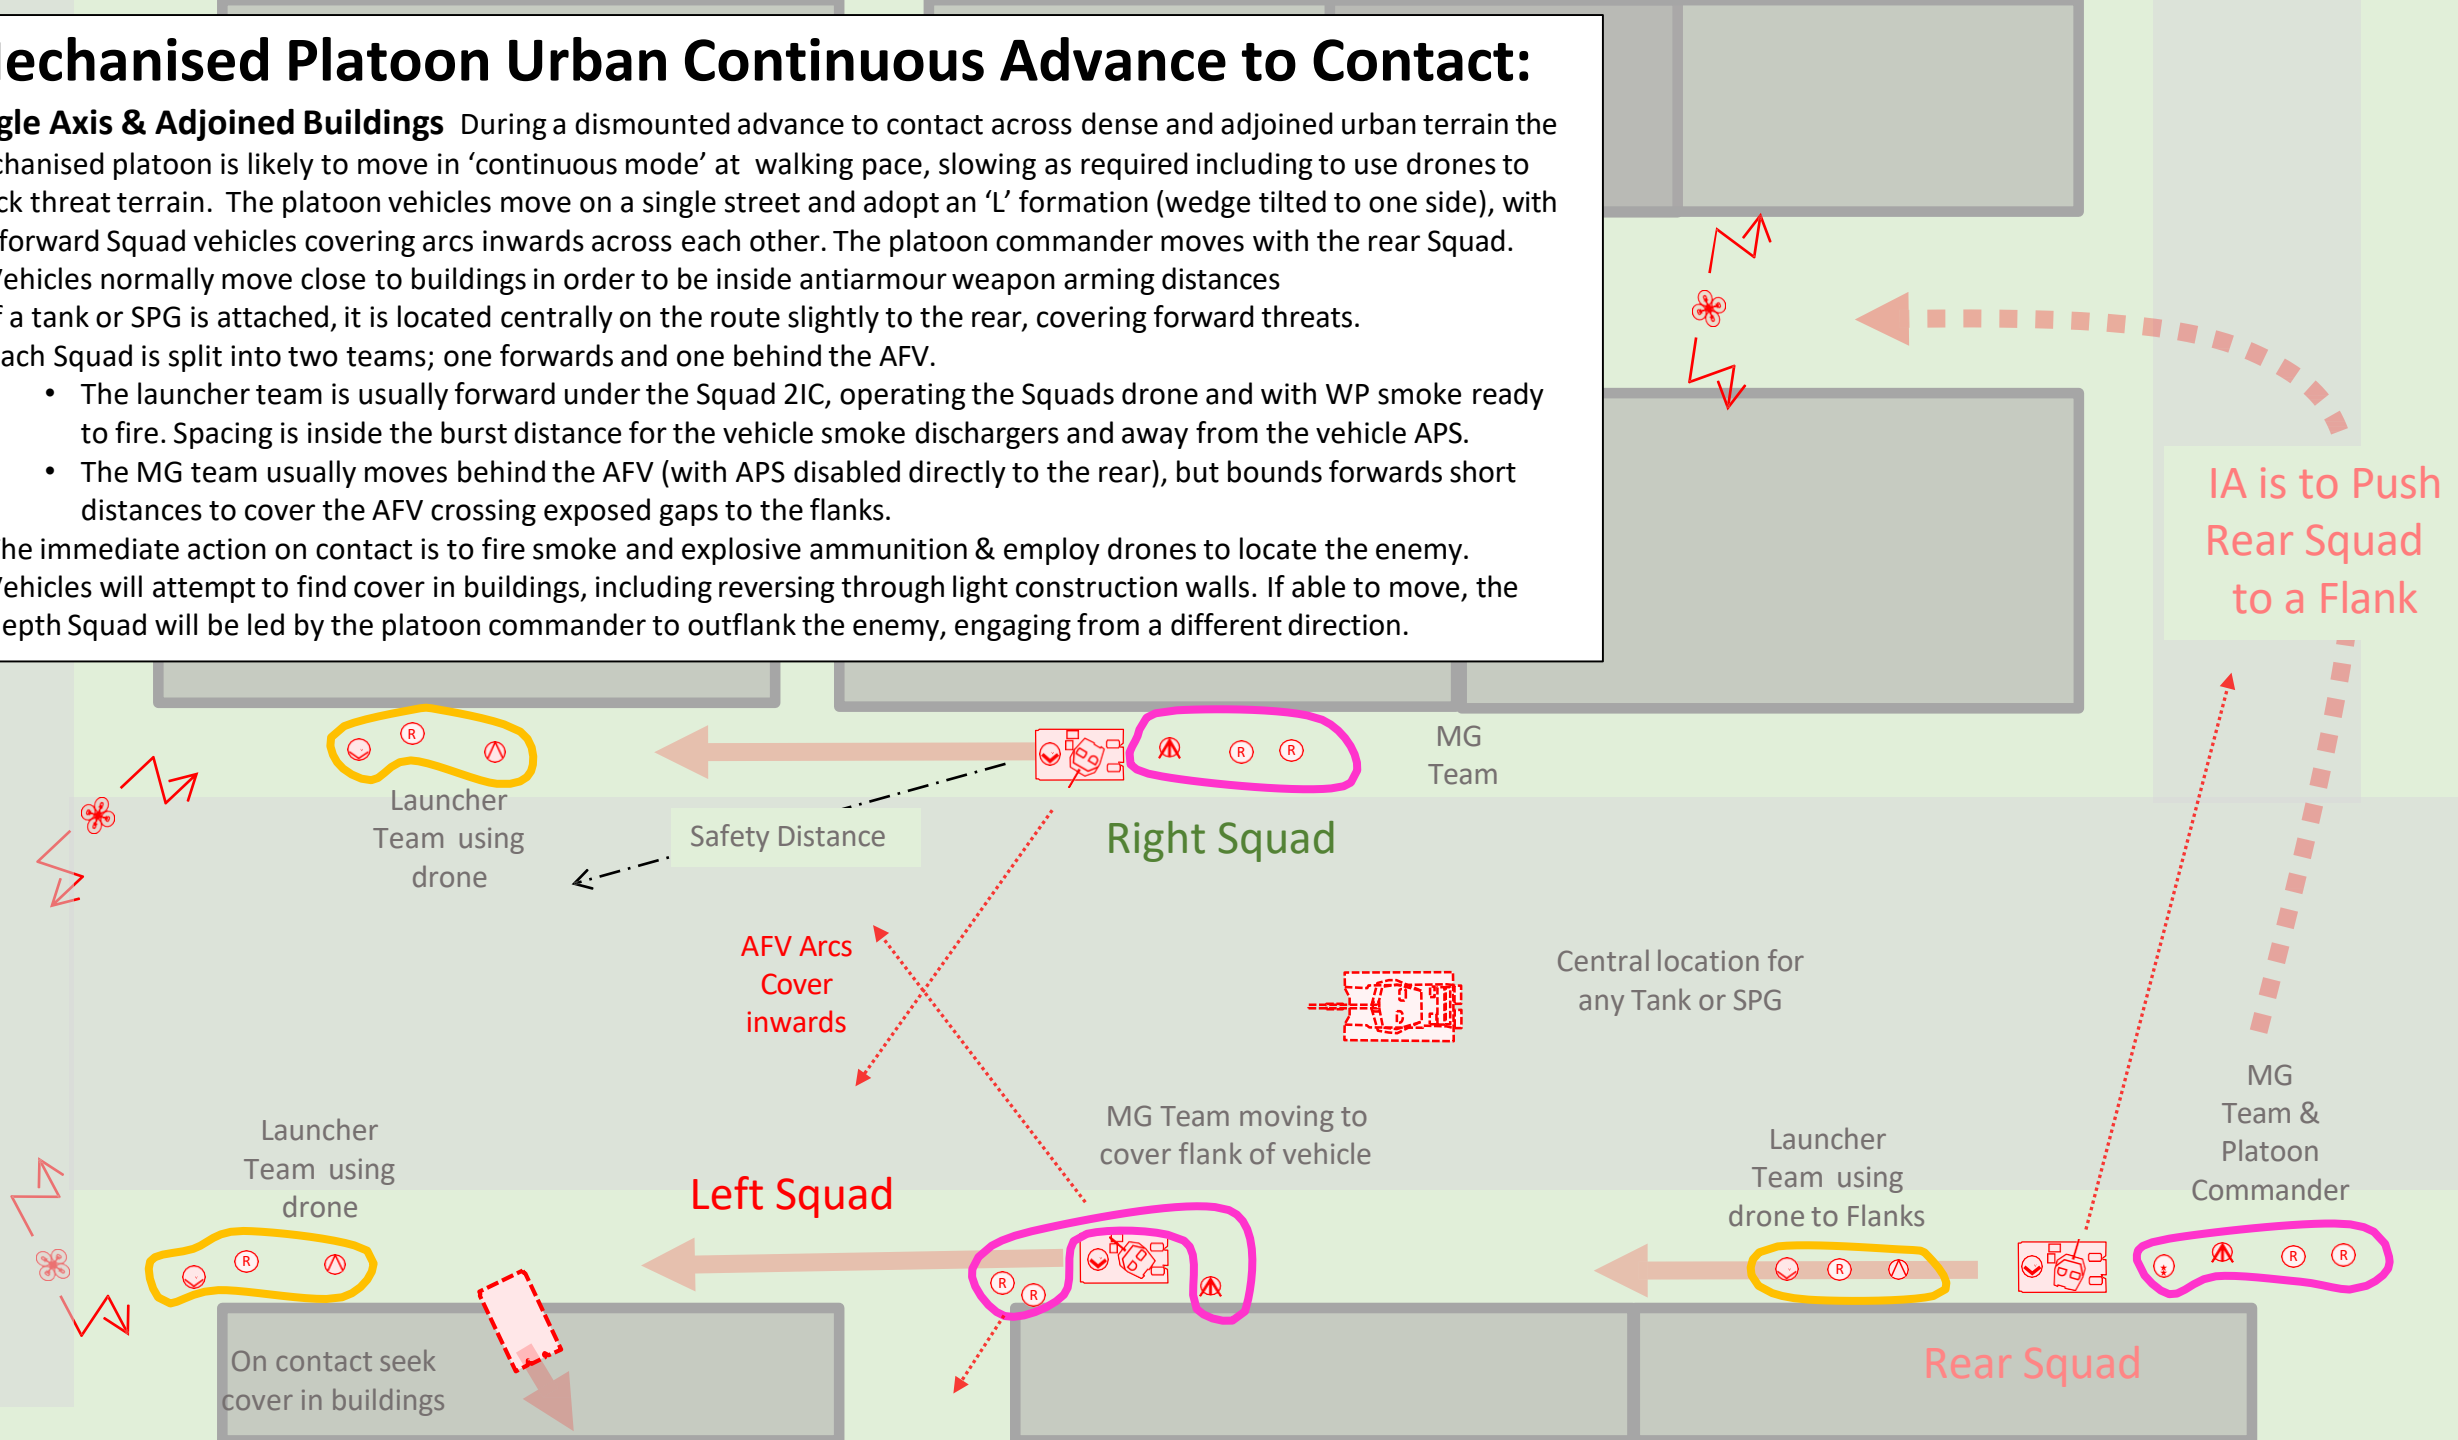 echanised Platoon Urban Continuous Advance to Contact:
gle Axis & Adjoined Buildings During a dismounted advance to contact across dense and adjoined urban terrain the
chanised platoon is likely to move in ‘continuous mode’ at walking pace, slowing as required including to use drones to
ck threat terrain. The platoon vehicles move on a single street and adopt an ‘L’ formation (wedge tilted to one side), with
forward Squad vehicles covering arcs inwards across each other. The platoon commander moves with the rear Squad.
ehicles normally move close to buildings in order to be inside antiarmour weapon arming distances
f a tank or SPG is attached, it is located centrally on the route slightly to the rear, covering forward threats.
ach Squad is split into two teams; one forwards and one behind the AFV.
• The launcher team is usually forward under the Squad 2IC, operating the Squads drone and with WP smoke ready
to fire. Spacing is inside the burst distance for the vehicle smoke dischargers and away from the vehicle APS.
• The MG team usually moves behind the AFV (with APS disabled directly to the rear), but bounds forwards short
distances to cover the AFV crossing exposed gaps to the flanks.
he immediate action on contact is to fire smoke and explosive ammunition & employ drones to locate the enemy.
ehicles will attempt to find cover in buildings, including reversing through light construction walls. If able to move, the
epth Squad will be led by the platoon commander to outflank the enemy, engaging from a different direction.
IA is to Push
Rear Squad
to a Flank
R
R
R
MG
Team
Launcher
Team using
drone
Safety Distance
Right Squad
AFV Arcs
Cover
inwards
Central location for
any Tank or SPG
MG Team moving to
cover flank of vehicle
MG
Team &
Platoon
Commander
Launcher
Team using
drone
Left Squad
Launcher
Team using
drone to Flanks
R
R
R
R
R
R
On contact seek
cover in buildings
Rear Squad